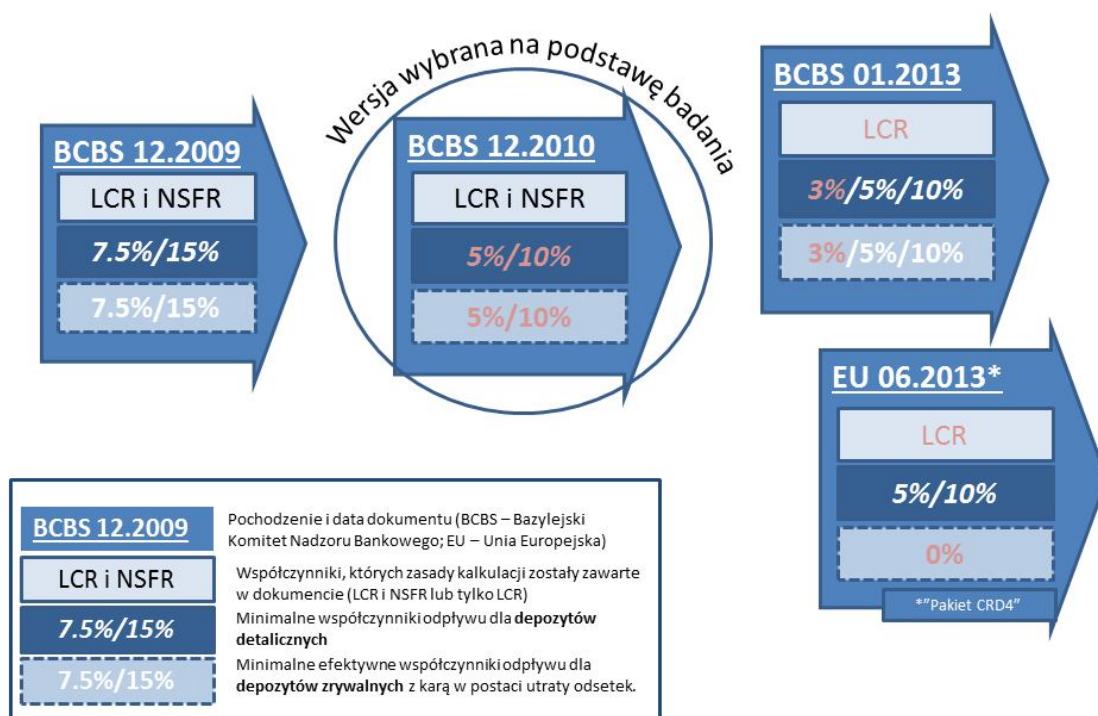 Wersja wybrana na podstawę badania
BCBS 12.2009
LCR i NSFR
7.5%/15%
7.5%/15%
BCBS 12.2010
LCR i NSFR
5%/10%
5%/10%
BCBS 01.2013
LCR
3%/5%/10%
3%/5%/10%
EU 06.2013*
LCR
5%/10%
0%
*"Pakiet CRD4"
BCBS 12.2009
Pochodzenie i data dokumentu (BCBS – Bazylejski
Komitet Nadzoru Bankowego; EU – Unia Europejska)
LCR i NSFR
Współczynniki, których zasady kalkulacji zostały zawarte
w dokumencie (LCR i NSFR lub tylko LCR)
7.5%/15%
Minimalne współczynniki odpływu dla depozytów
detalicznych
7.5%/15%
Minimalne efektywne współczynniki odpływu dla
depozytów zrywalnych z karą w postaci utraty odsetek.